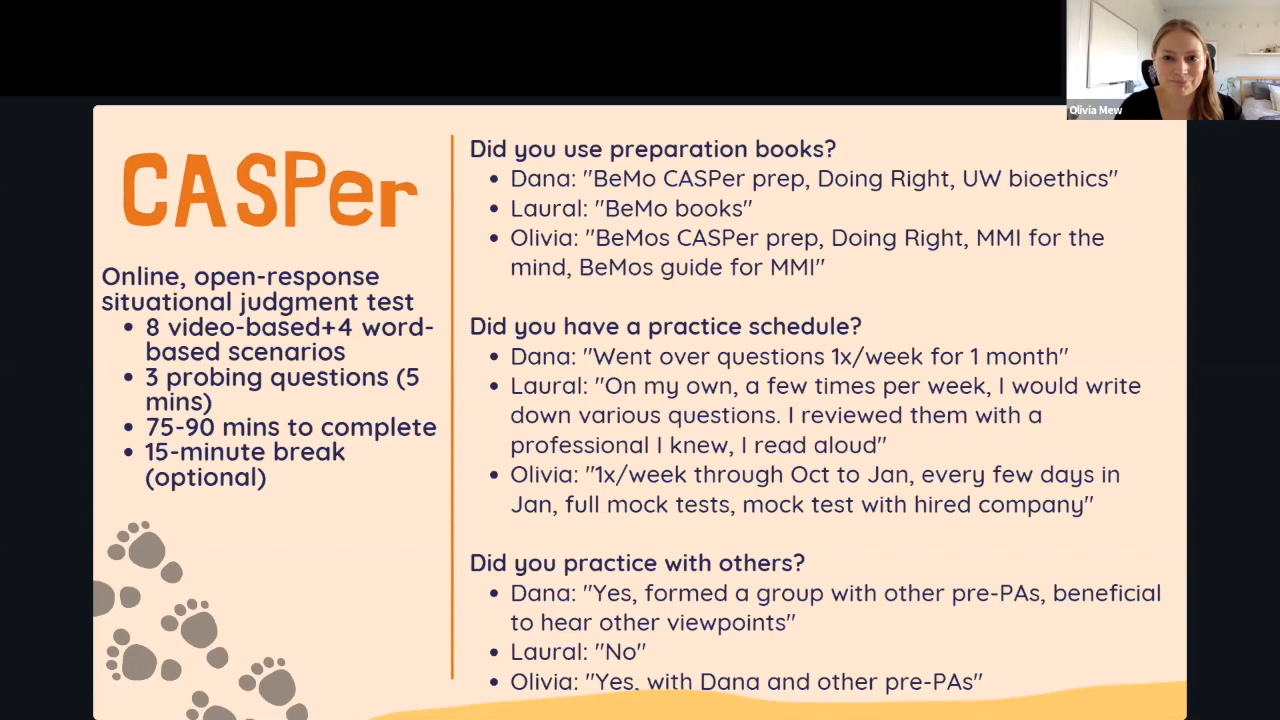 Olivia Mew
CASPer
Online, open-response
situational judgment test
• 8 video-based+4 word-
based scenarios
• 3 probing questions (5
mins)
• 75-90 mins to complete
• 15-minute break
(optional)
Did you use preparation books?
• Dana: "BeMo CASPer prep, Doing Right, UW bioethics"
• Laural: "BeMo books"
• Olivia: "BeMos CASPer prep, Doing Right, MMI for the
mind, BeMos guide for MMI"
Did you have a practice schedule?
• Dana: "Went over questions 1x/week for 1 month"
• Laural: "On my own, a few times per week, I would write
down various questions. I reviewed them with a
professional I knew, I read aloud"
• Olivia: "1x/week through Oct to Jan, every few days in
Jan, full mock tests, mock test with hired company"
Did you practice with others?
• Dana: "Yes, formed a group with other pre-PAs, beneficial
to hear other viewpoints"
• Laural: "No"
• Olivia: "Yes, with Dana and other pre-PAs"